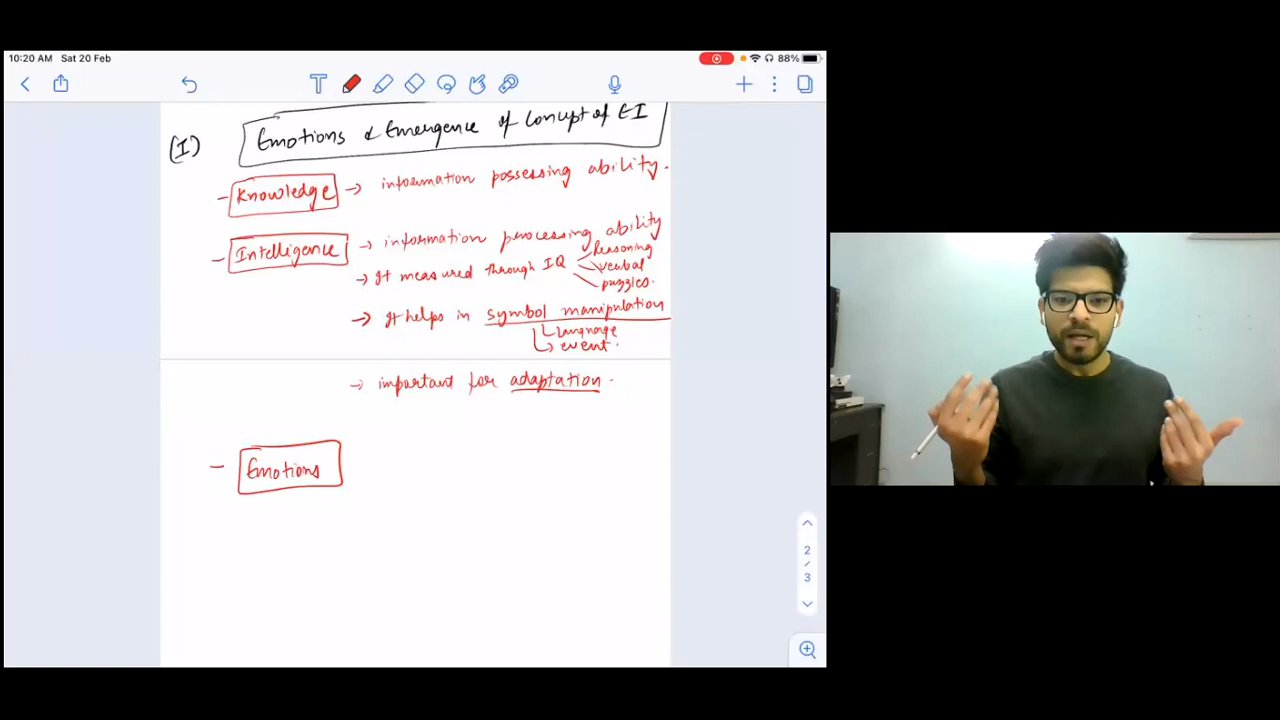 10:20 AM Sat 20 Feb
88%
T
(I) Emotions & Emergence of Concept of EI
- Knowledge → information possessing ability.
- Intelligence → information processing ability
→ It measured through IQ
Reasoning
verbal
puzzles.
→ It helps in symbol manipulation
Language
→ event.
→ important for adaptation.
- Emotions
2
/
3